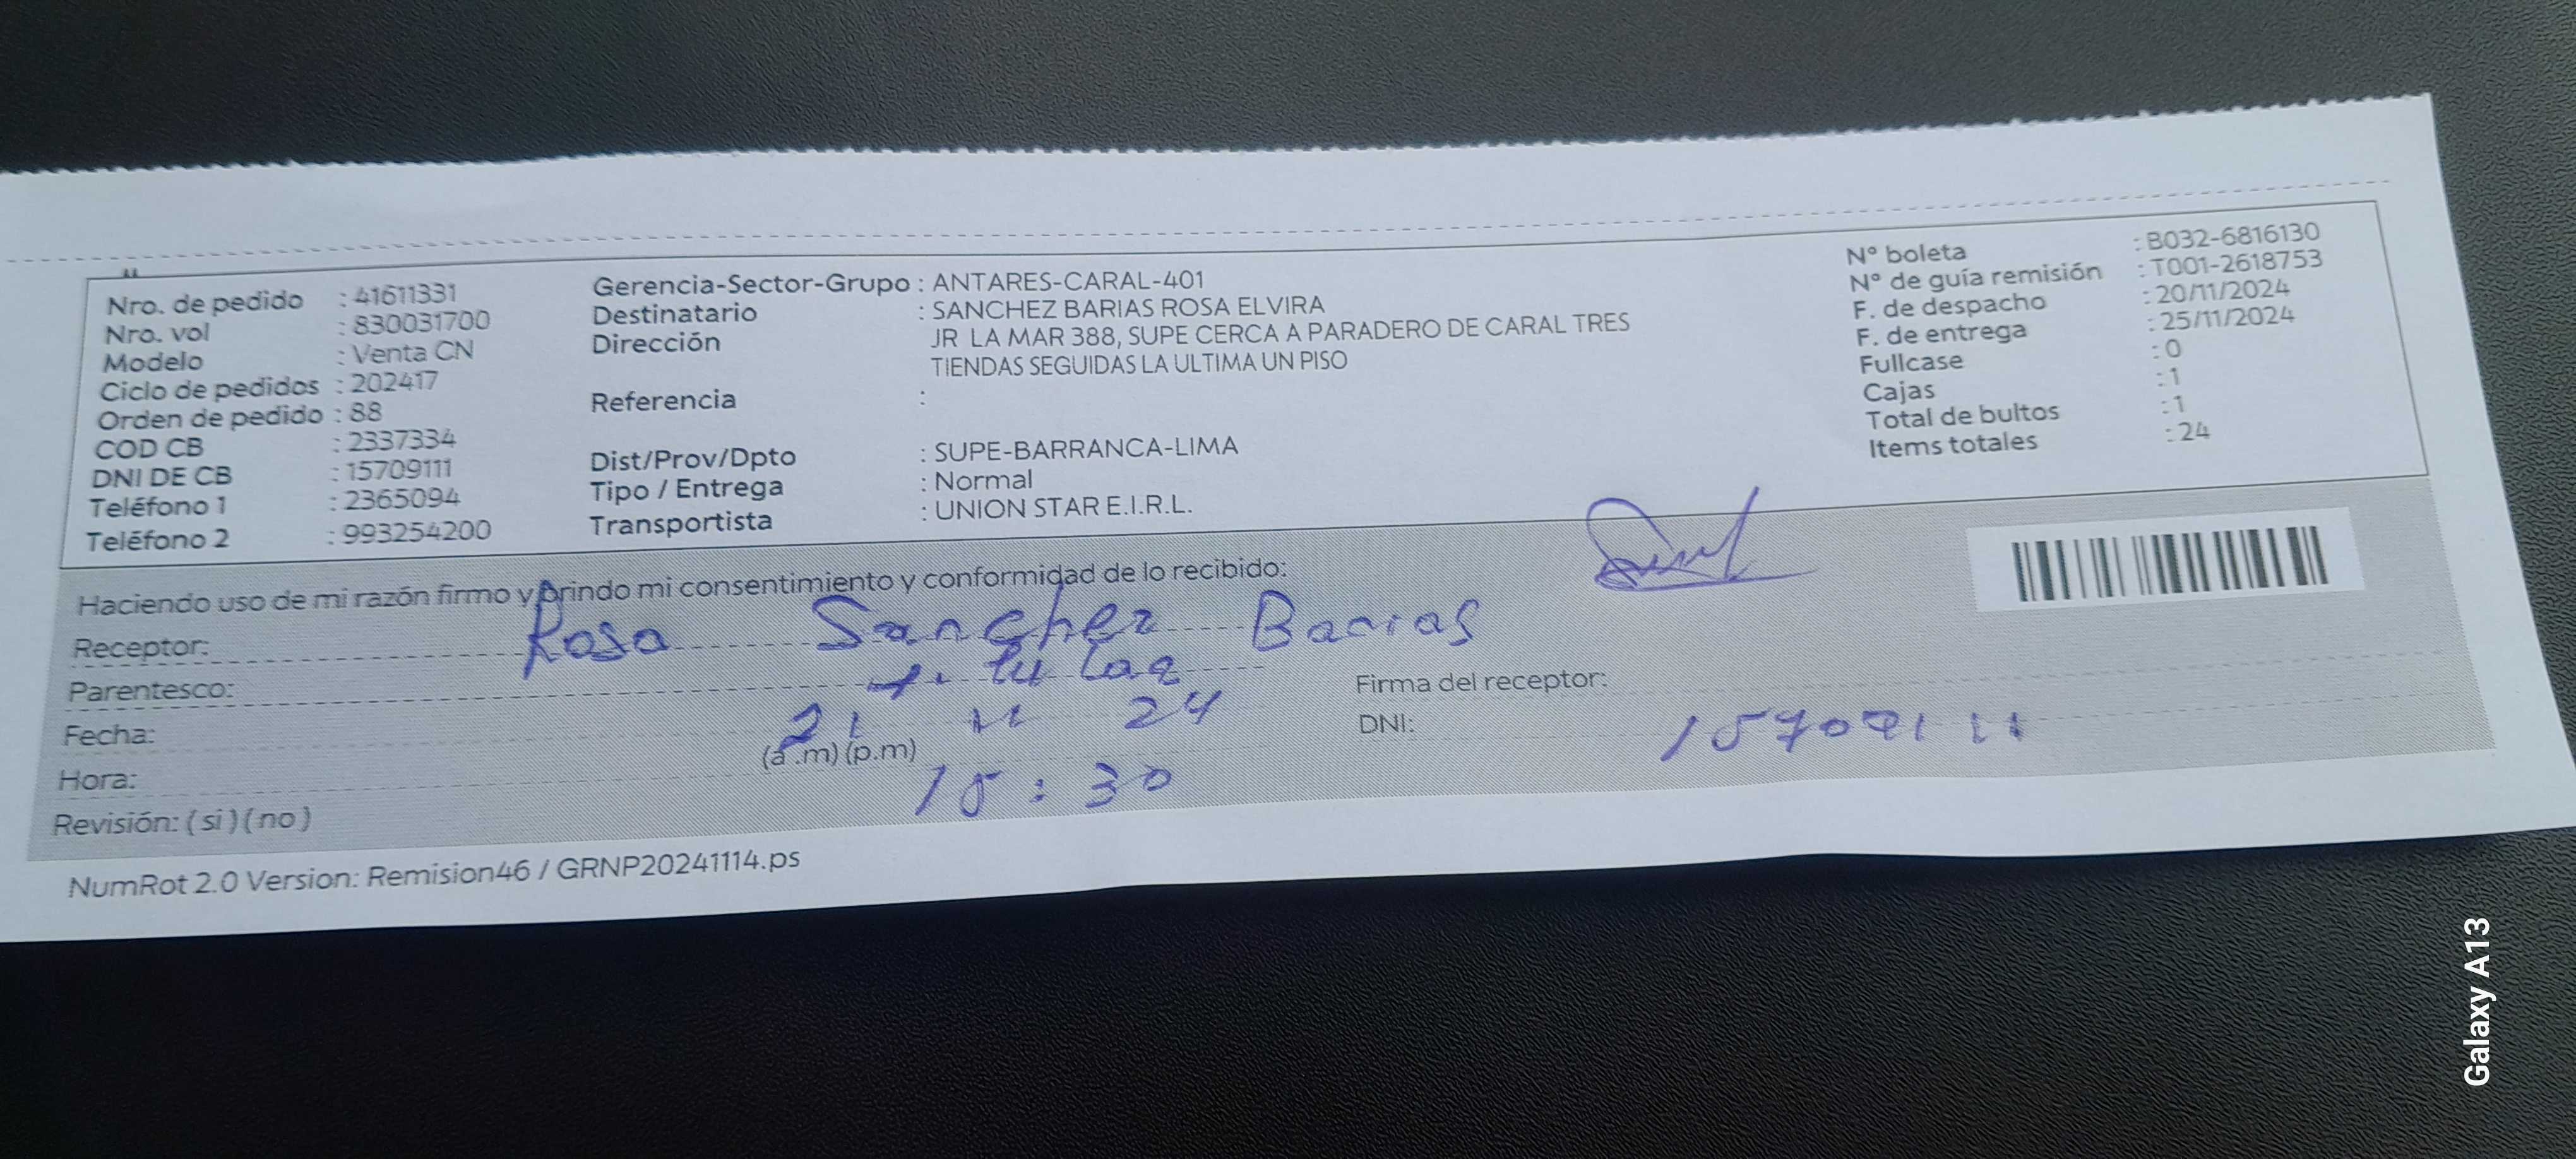 Nro. de pedido : 41611331
Nro. vol : 830031700
Modelo : Venta CN
Ciclo de pedidos : 202417
Orden de pedido : 88
COD CB : 2337334
DNI DE CB : 15709111
Teléfono 1 : 2365094
Teléfono 2 : 993254200
Gerencia-Sector-Grupo : ANTARES-CARAL-401
Destinatario : SANCHEZ BARIAS ROSA ELVIRA
Dirección JR LA MAR 388, SUPE CERCA A PARADERO DE CARAL TRES
TIENDAS SEGUIDAS LA ULTIMA UN PISO
Referencia :
Dist/Prov/Dpto : SUPE-BARRANCA-LIMA
Tipo / Entrega : Normal
Transportista : UNION STAR E.I.R.L.
N° boleta : B032-6816130
N° de guía remisión : T001-2618753
F. de despacho : 20/11/2024
F. de entrega : 25/11/2024
Fullcase : 0
Cajas : 1
Total de bultos : 1
Items totales : 24
Haciendo uso de mi razón firmo y brindo mi consentimiento y conformidad de lo recibido:
Receptor: Rosa Sanchez Barias
Parentesco:
Fecha: 21 11 24
(a.m) (p.m)
Hora: 15 : 30
Revisión: ( si ) ( no )
Firma del receptor:
DNI: 15709111
NumRot 2.0 Version: Remision46 / GRNP20241114.ps
Galaxy A13